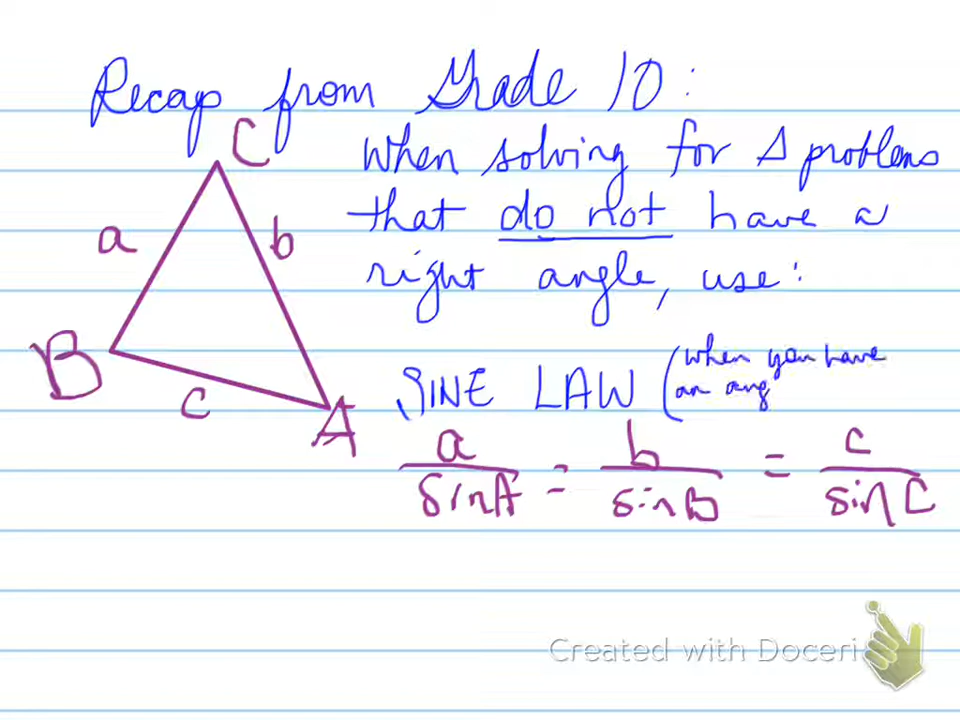 Recap from Grade 10:
C
When solving for Δ problems
that do not have a
a
b
right angle, use:
B
(when you have
SINE LAW
an ang
c
A
a/sinA = b/sinB = c/sinC
Created with Doceri